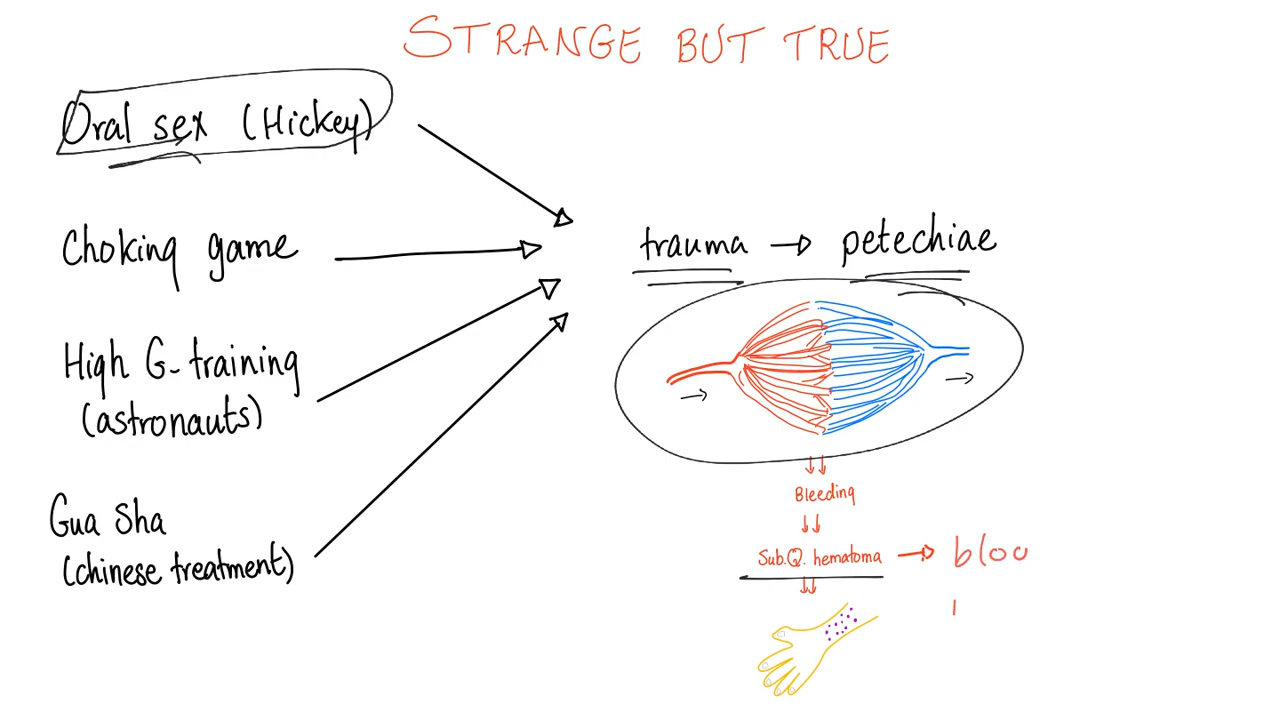 STRANGE BUT TRUE
Oral sex (Hickey)
Choking game
High G-training
(astronauts)
Gua Sha
(chinese treatment)
trauma → petechiae
Bleeding
Sub.Q. hematoma → bloo